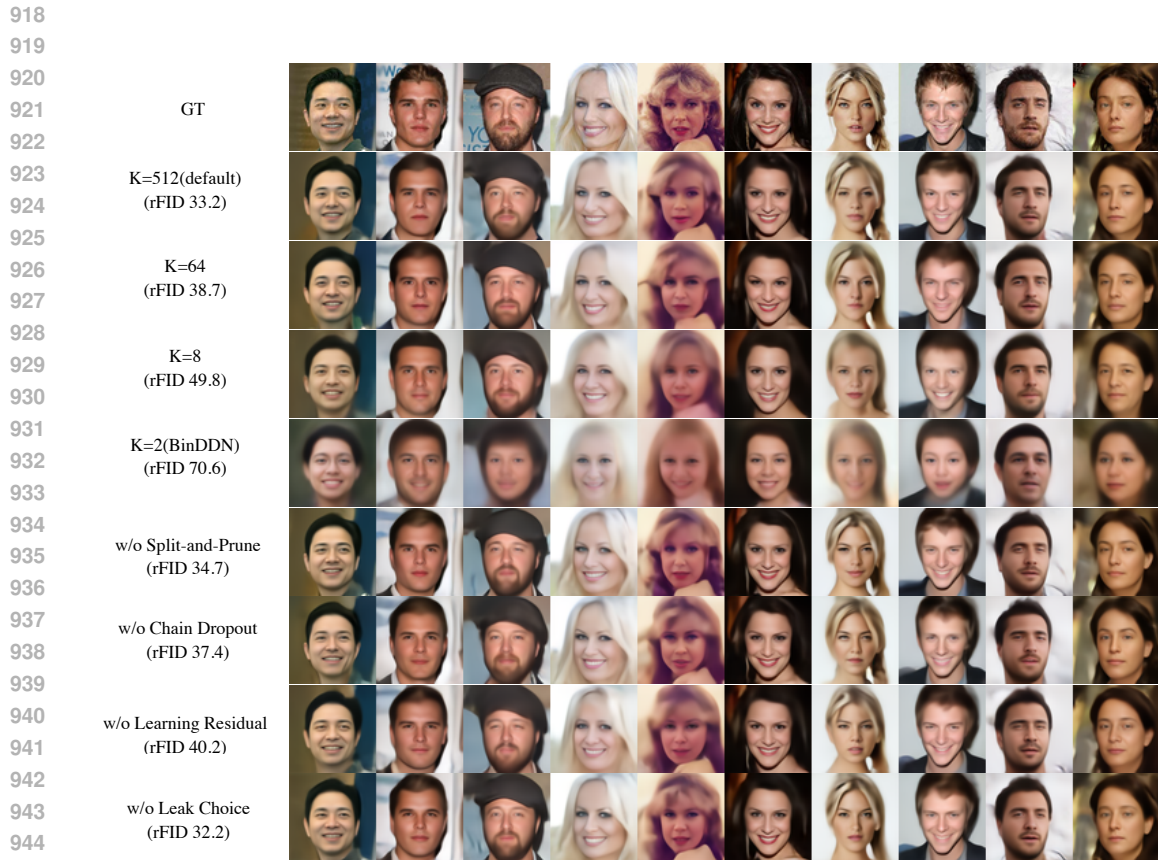 918
919
920
921
GT
922
923
K=512(default)
924
(rFID 33.2)
925
926
K=64
927
(rFID 38.7)
928
929
K=8
930
(rFID 49.8)
931
K=2(BinDDN)
932
(rFID 70.6)
933
934
w/o Split-and-Prune
935
(rFID 34.7)
936
937
w/o Chain Dropout
938
(rFID 37.4)
939
940
w/o Learning Residual
941
(rFID 40.2)
942
943
w/o Leak Choice
(rFID 32.2)
944